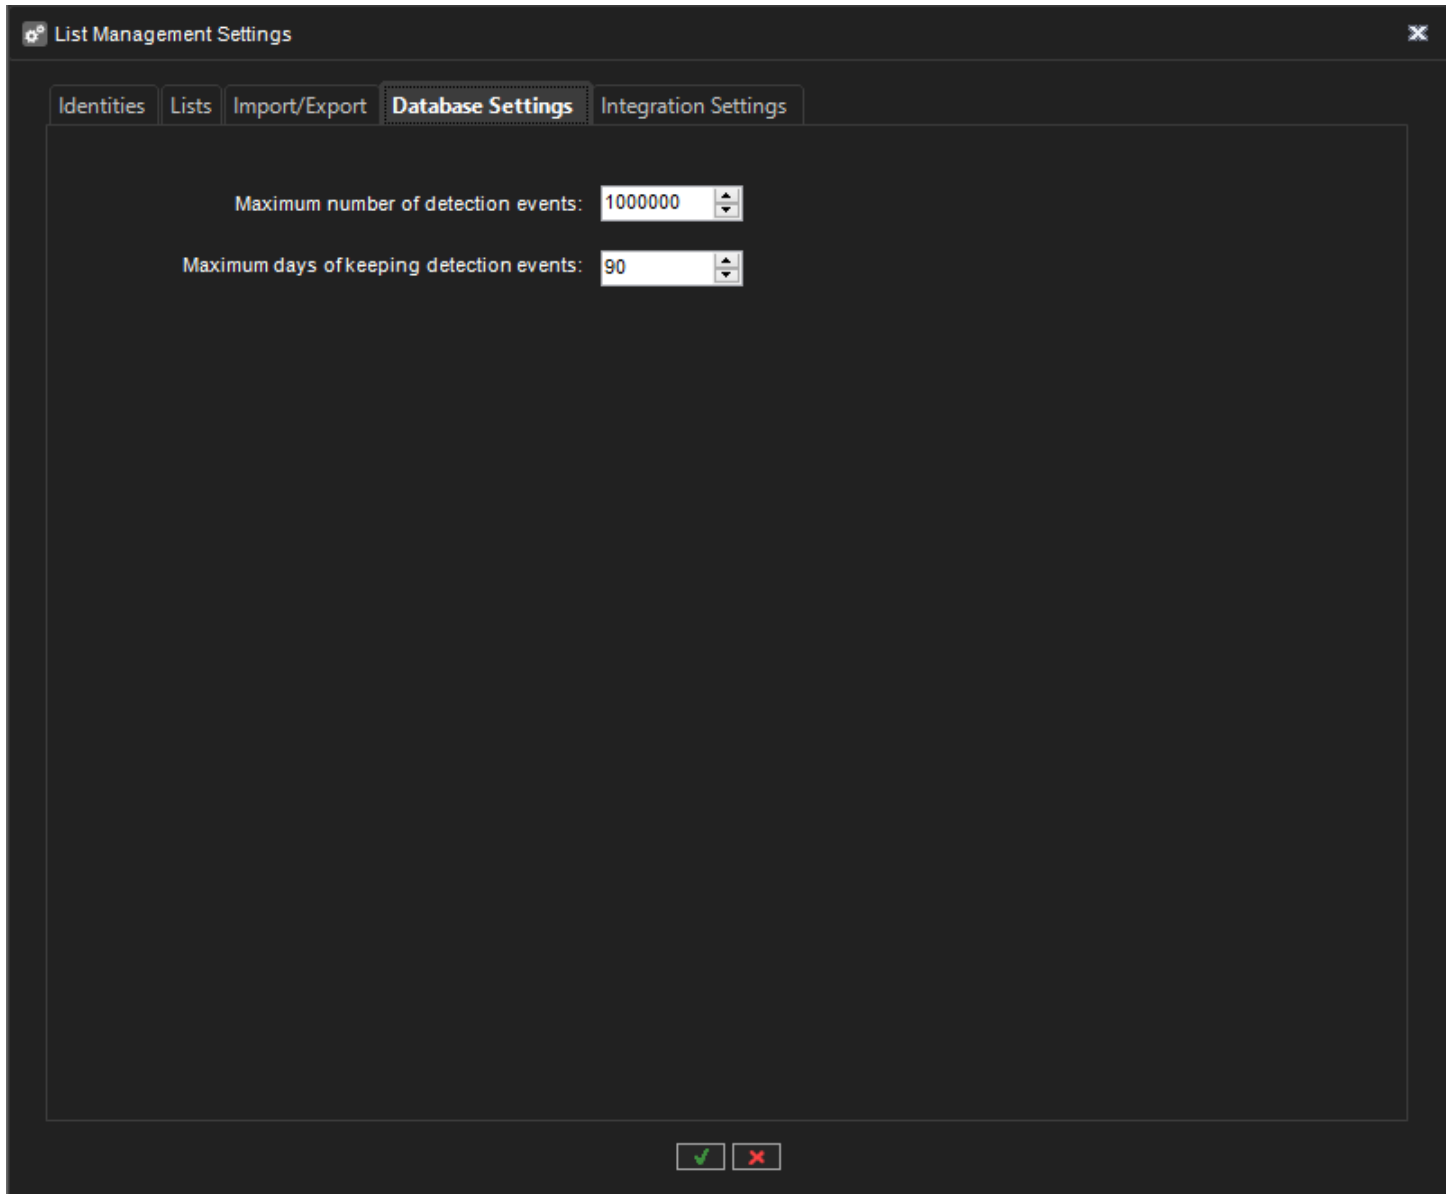 List Management Settings
Identities Lists Import/Export Database Settings Integration Settings
Maximum number of detection events: 1000000
Maximum days of keeping detection events: 90